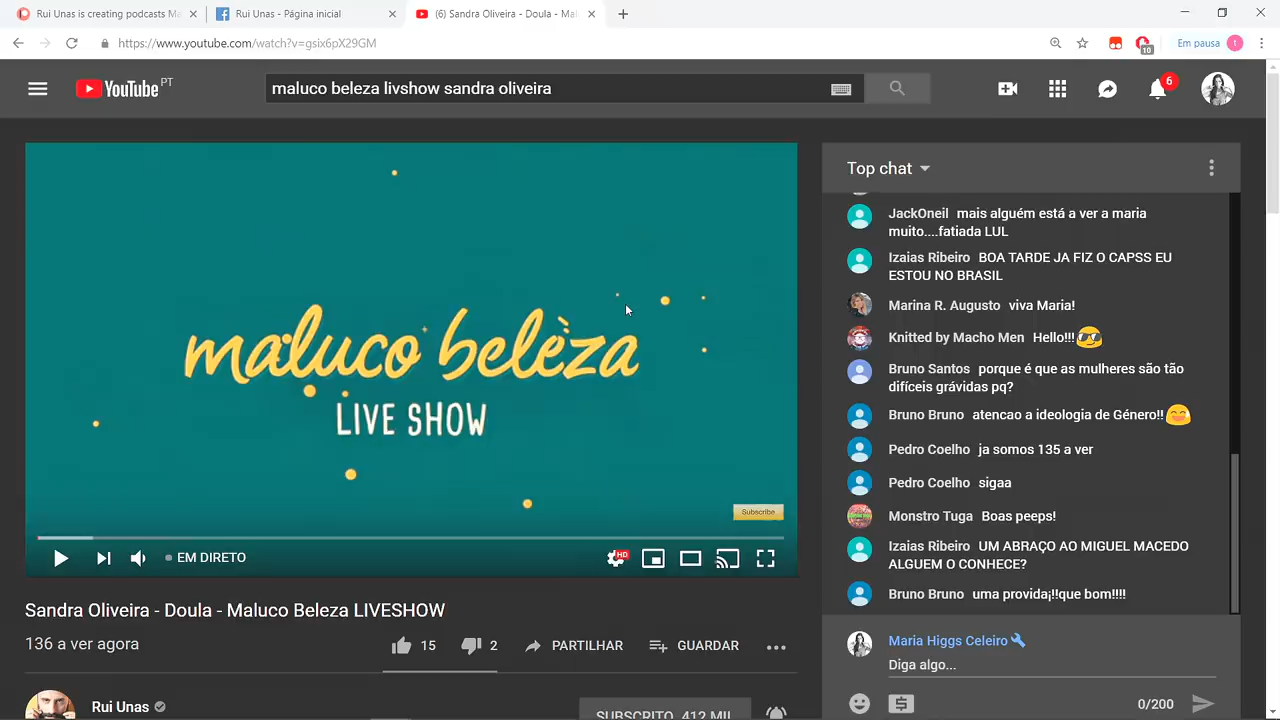 Rui Unas is creating podcasts Me
Rui Unas - Página inicial
(6) Sandra Oliveira - Doula - Mal
https://www.youtube.com/watch?v=gsix6pX29GM
10
Em pausa
t
YouTube PT
maluco beleza livshow sandra oliveira
6
maluco beleza
LIVE SHOW
Subscribe
EM DIRETO
HD
Sandra Oliveira - Doula - Maluco Beleza LIVESHOW
136 a ver agora
15
2
PARTILHAR
GUARDAR
Rui Unas
SUBSCRITO 412 MIL
Top chat
JackOneil mais alguém está a ver a maria
muito....fatiada LUL
Izaias Ribeiro BOA TARDE JA FIZ O CAPSS EU
ESTOU NO BRASIL
Marina R. Augusto viva Maria!
Knitted by Macho Men Hello!!!😎
Bruno Santos porque é que as mulheres são tão
difíceis grávidas pq?
Bruno Bruno atencao a ideologia de Género!!🤗
Pedro Coelho ja somos 135 a ver
Pedro Coelho sigaa
Monstro Tuga Boas peeps!
Izaias Ribeiro UM ABRAÇO AO MIGUEL MACEDO
ALGUEM O CONHECE?
Bruno Bruno uma provida¡!!que bom!!!!
Maria Higgs Celeiro
Diga algo...
0/200